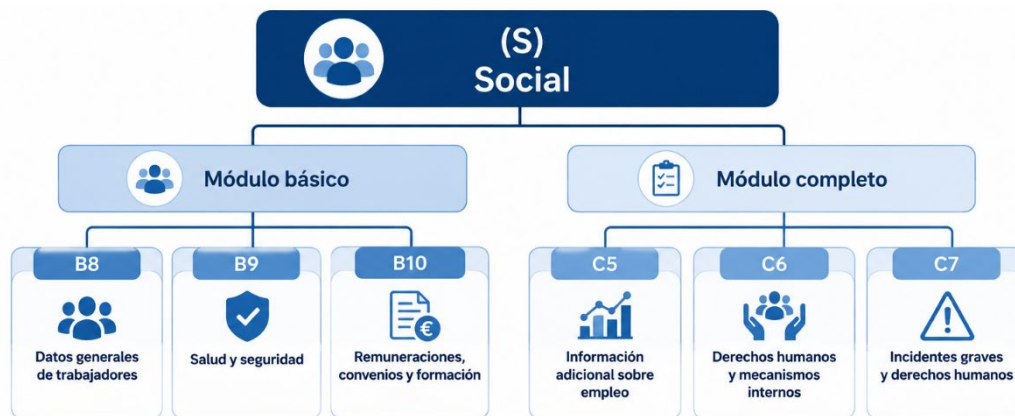 (S)
Social
Módulo básico
Módulo completo
B8
B9
B10
C5
C6
C7
€
Datos generales
de trabajadores
Salud y seguridad
Remuneraciones,
convenios y formación
Información
adicional sobre
empleo
Derechos humanos
y mecanismos
internos
Incidentes graves
y derechos humanos